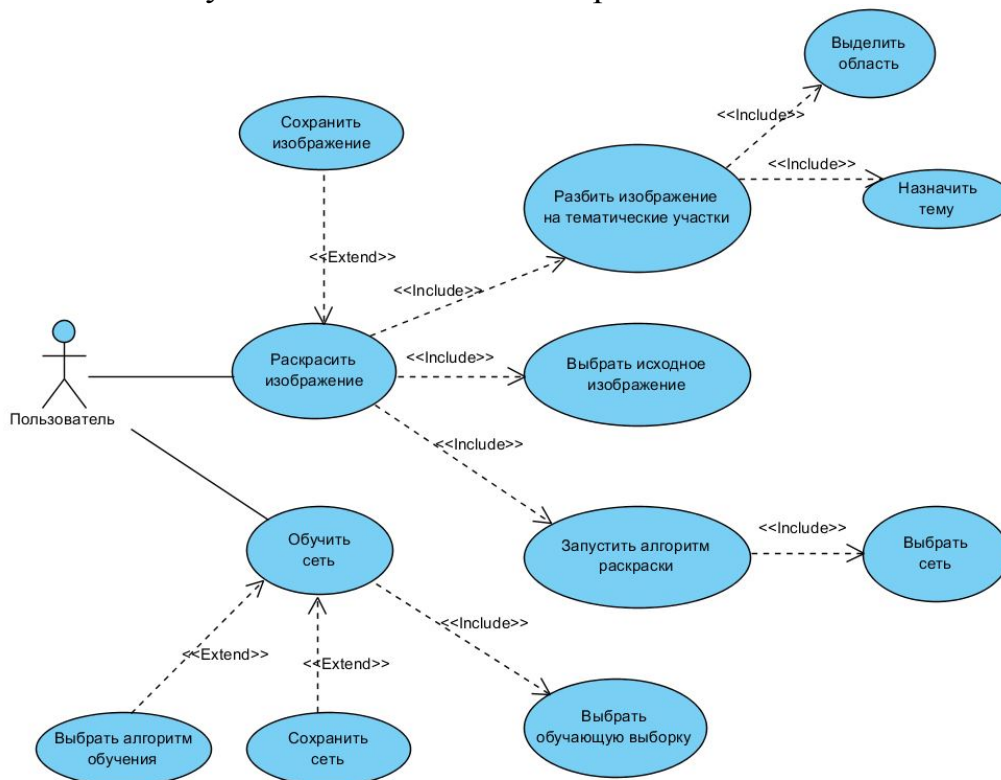 Выделить
область
<<Include>>
Сохранить
изображение
<<Include>>
Разбить изображение
на тематические участки
Назначить
тему
<<Extend>>
<<Include>>
Раскрасить
изображение
<<Include>>
Выбрать исходное
изображение
Пользователь
<<Include>>
Обучить
сеть
Запустить алгоритм
раскраски
<<Include>>
Выбрать
сеть
<<Include>>
<<Extend>>
<<Extend>>
Выбрать алгоритм
обучения
Сохранить
сеть
Выбрать
обучающую выборку